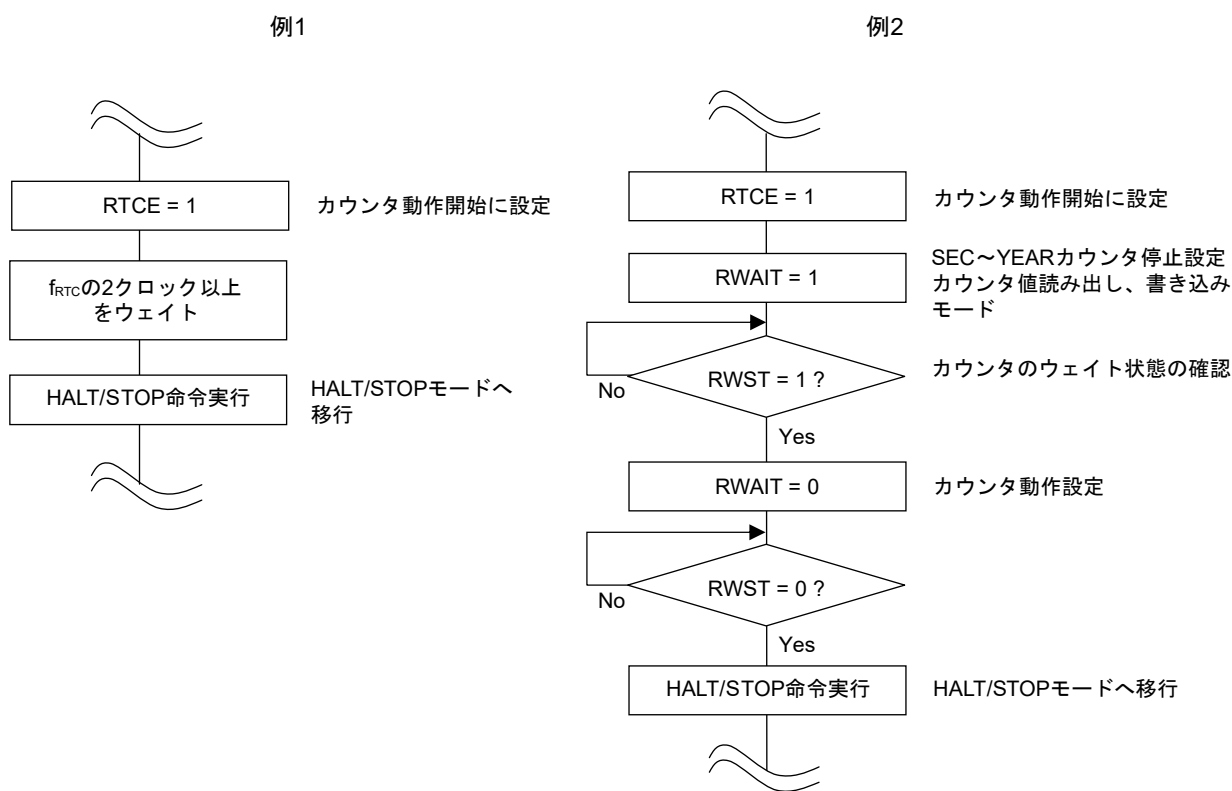 例1
RTCE = 1
カウンタ動作開始に設定
fRTCの2クロック以上
をウェイト
HALT/STOP命令実行
HALT/STOPモードへ
移行
例2
RTCE = 1
カウンタ動作開始に設定
RWAIT = 1
SEC～YEARカウンタ停止設定
カウンタ値読み出し、書き込み
モード
RWST = 1 ?
カウンタのウェイト状態の確認
No
Yes
RWAIT = 0
カウンタ動作設定
RWST = 0 ?
No
Yes
HALT/STOP命令実行
HALT/STOPモードへ移行